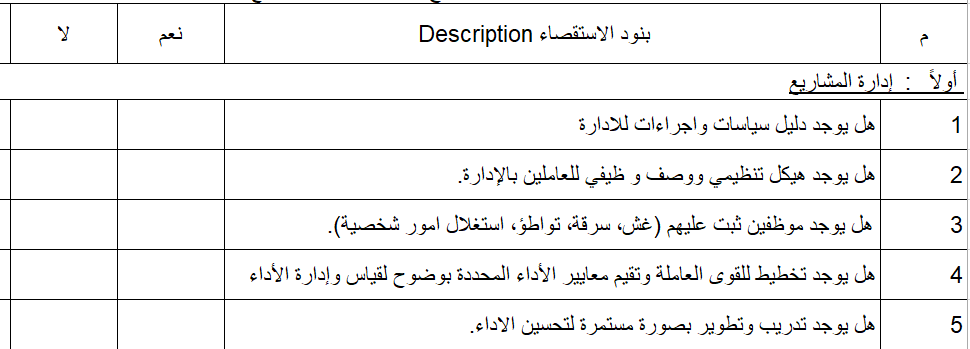 م بنود الاستقصاء Description نعم لا
أولاً : إدارة المشاريع
1 هل يوجد دليل سياسات واجراءات للادارة
2 هل يوجد هيكل تنظيمي ووصف و ظيفي للعاملين بالإدارة.
3 هل يوجد موظفين ثبت عليهم (غش، سرقة، تواطؤ، استغلال امور شخصية).
4 هل يوجد تخطيط للقوى العاملة وتقيم معايير الأداء المحددة بوضوح لقياس وإدارة الأداء
5 هل يوجد تدريب وتطوير بصورة مستمرة لتحسين الاداء.